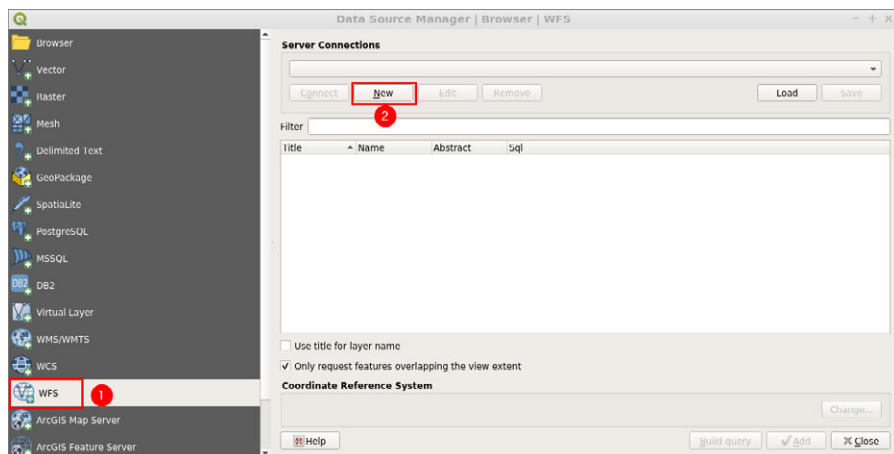 Data Source Manager | Browser | WFS
Browser
Vector
Raster
Mesh
Delimited Text
GeoPackage
SpatiaLite
PostgreSQL
MSSQL
DB2 DB2
Virtual Layer
WMS/WMTS
WCS
WFS 1
ArcGIS Map Server
ArcGIS Feature Server
Server Connections
Connect New Edit Remove Load Save
2
Filter
Title Name Abstract Sql
Use title for layer name
Only request features overlapping the view extent
Coordinate Reference System
Change...
Help Build query Add Close